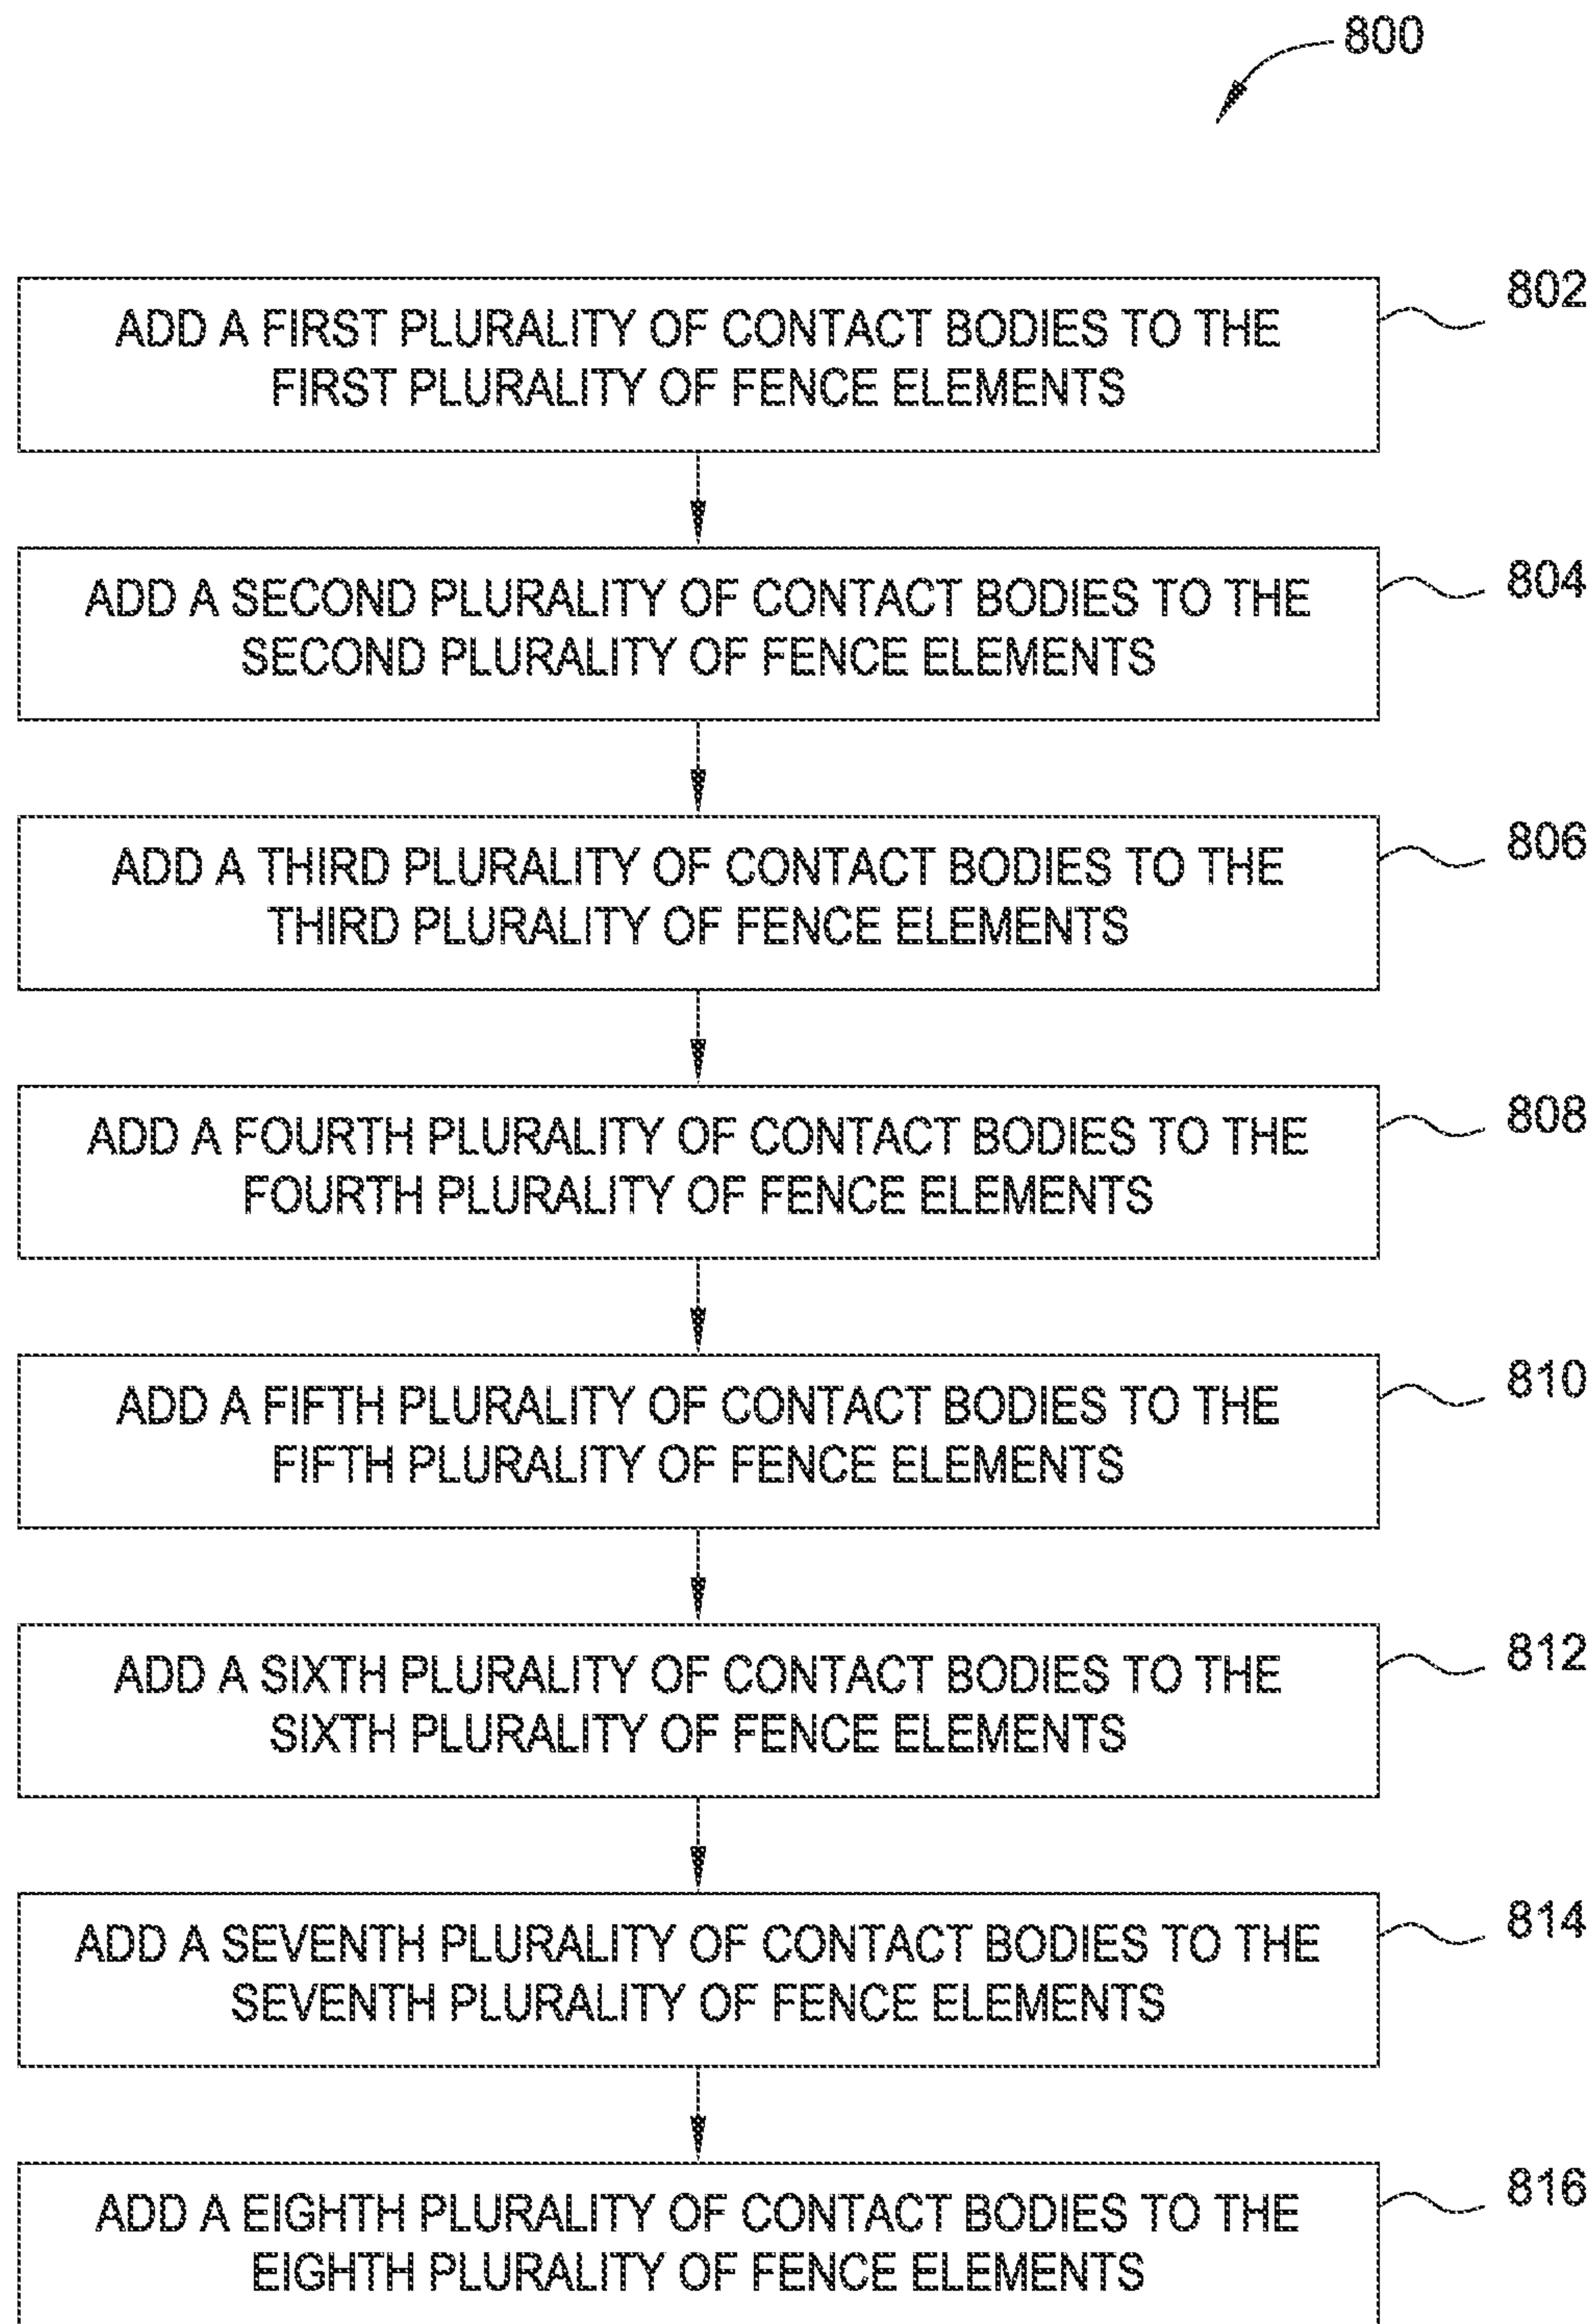 800
ADD A FIRST PLURALITY OF CONTACT BODIES TO THE
FIRST PLURALITY OF FENCE ELEMENTS
802
ADD A SECOND PLURALITY OF CONTACT BODIES TO THE
SECOND PLURALITY OF FENCE ELEMENTS
804
ADD A THIRD PLURALITY OF CONTACT BODIES TO THE
THIRD PLURALITY OF FENCE ELEMENTS
806
ADD A FOURTH PLURALITY OF CONTACT BODIES TO THE
FOURTH PLURALITY OF FENCE ELEMENTS
808
ADD A FIFTH PLURALITY OF CONTACT BODIES TO THE
FIFTH PLURALITY OF FENCE ELEMENTS
810
ADD A SIXTH PLURALITY OF CONTACT BODIES TO THE
SIXTH PLURALITY OF FENCE ELEMENTS
812
ADD A SEVENTH PLURALITY OF CONTACT BODIES TO THE
SEVENTH PLURALITY OF FENCE ELEMENTS
814
ADD A EIGHTH PLURALITY OF CONTACT BODIES TO THE
EIGHTH PLURALITY OF FENCE ELEMENTS
816